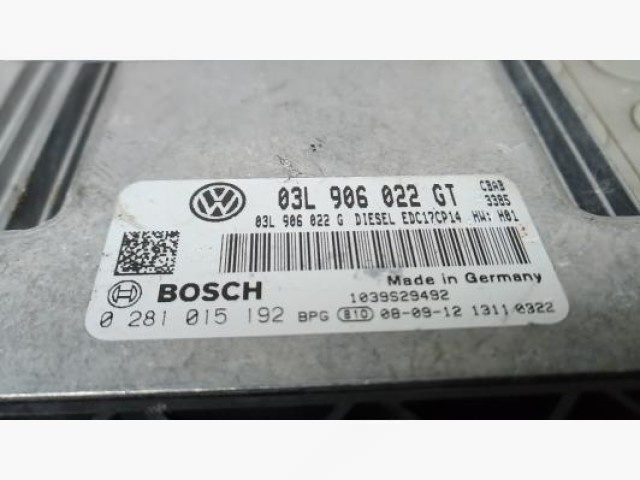 03L 906 022 GT CBAB
3385
03L 906 022 G DIESEL EDC17CP14 HW: H01
Made in Germany
BOSCH 1039S29492
0 281 015 192 BPG B10 08-09-12 1311 0322